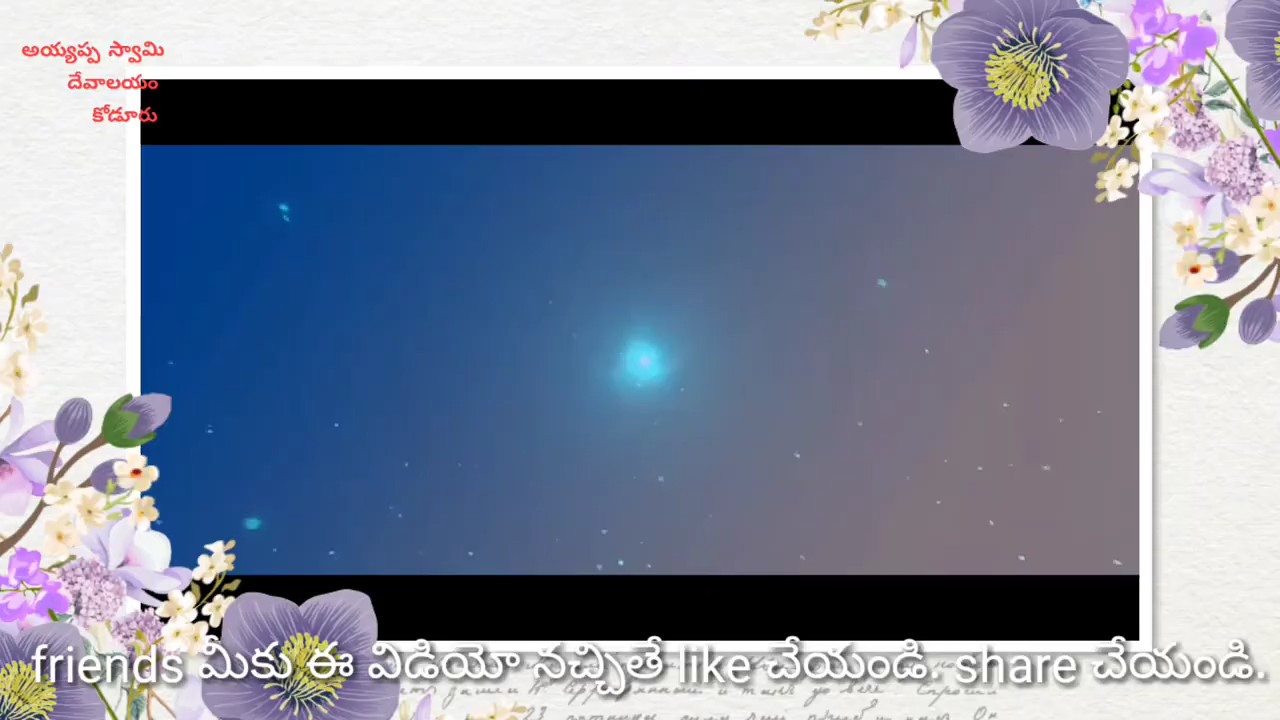 అయ్యప్ప స్వామి
దేవాలయం
కోడూరు
friends మీకు ఈ విడియో నచ్చితే like చేయండి. share చేయండి.